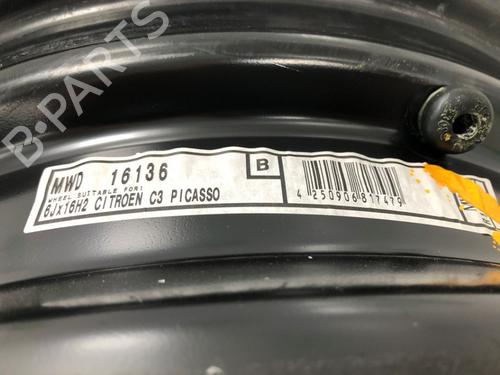 B-PARTS
MWD 16136 B
WHEEL SUITABLE FOR:
6Jx16H2 CITROEN C3 PICASSO
4 250906 817479